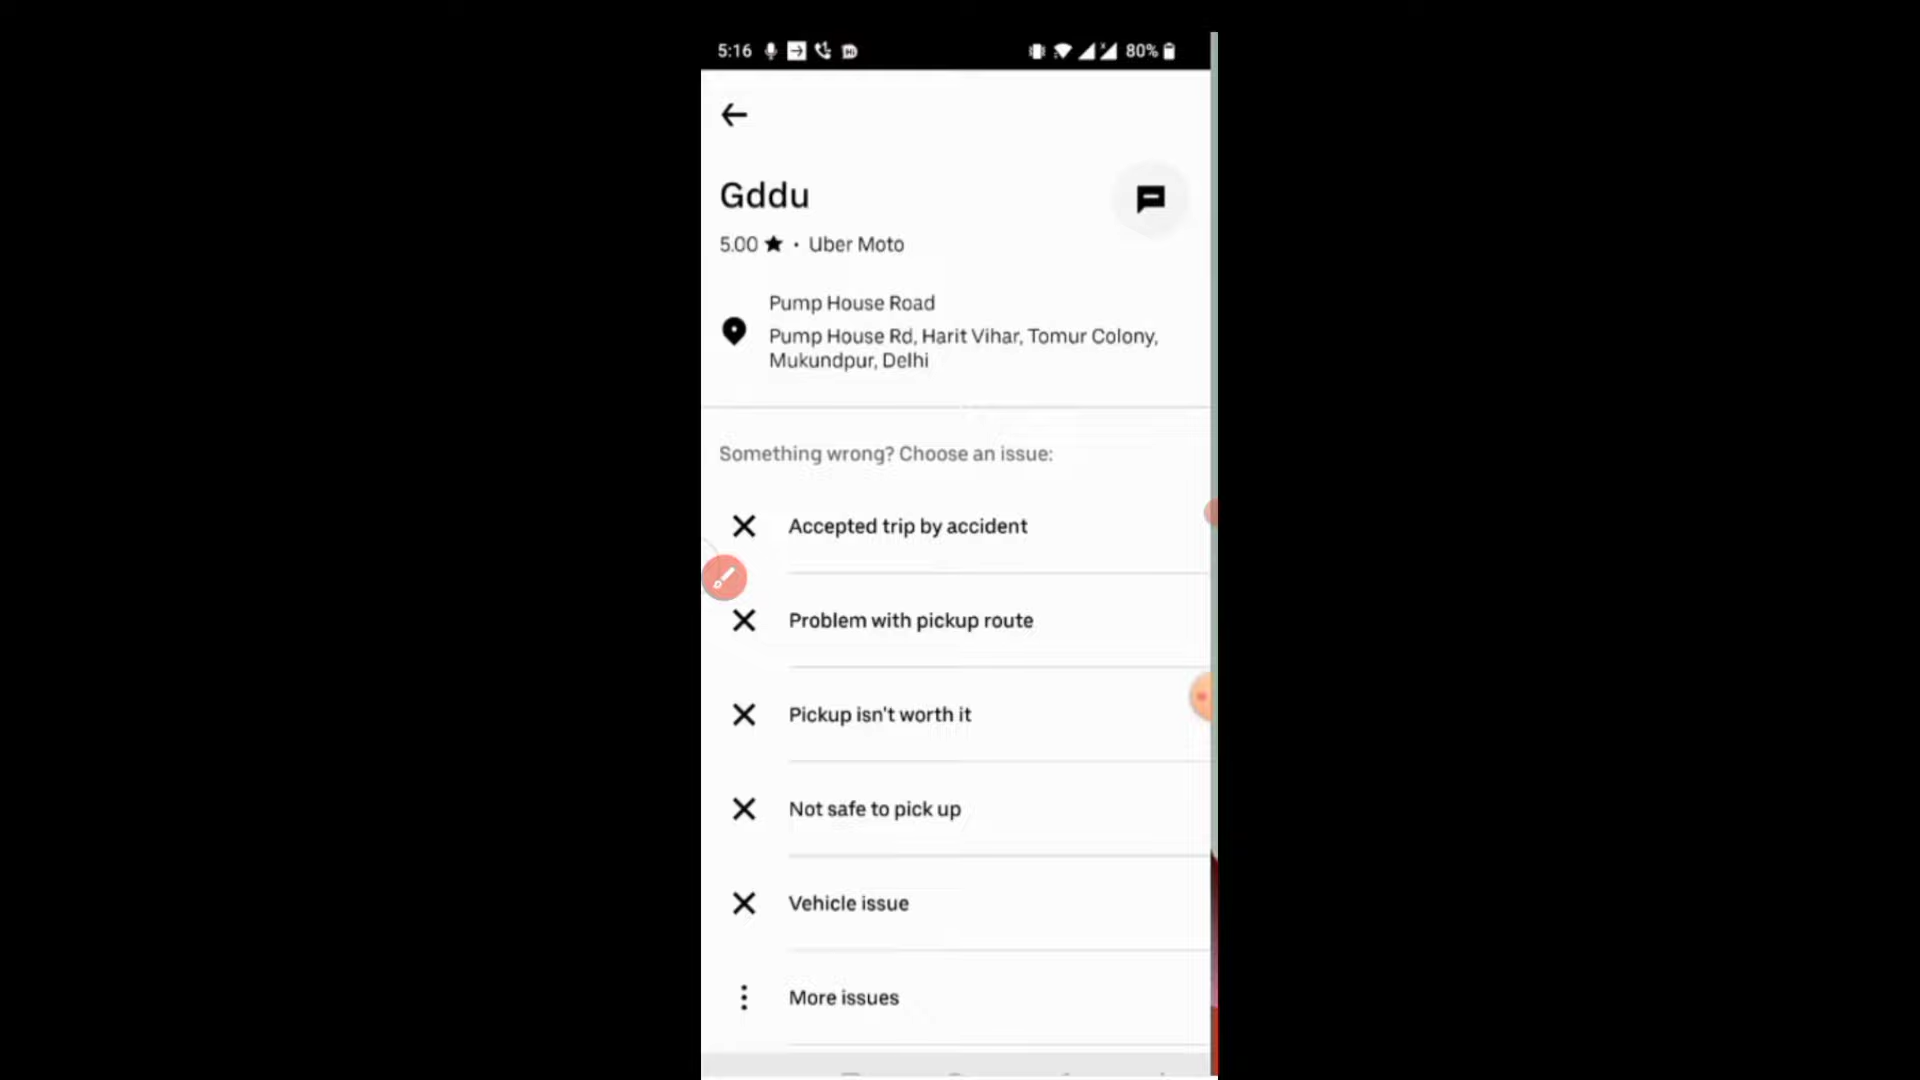 5:16
80%
Gddu
5.00 ★ • Uber Moto
Pump House Road
Pump House Rd, Harit Vihar, Tomur Colony,
Mukundpur, Delhi
Something wrong? Choose an issue:
Accepted trip by accident
Problem with pickup route
Pickup isn't worth it
Not safe to pick up
Vehicle issue
More issues